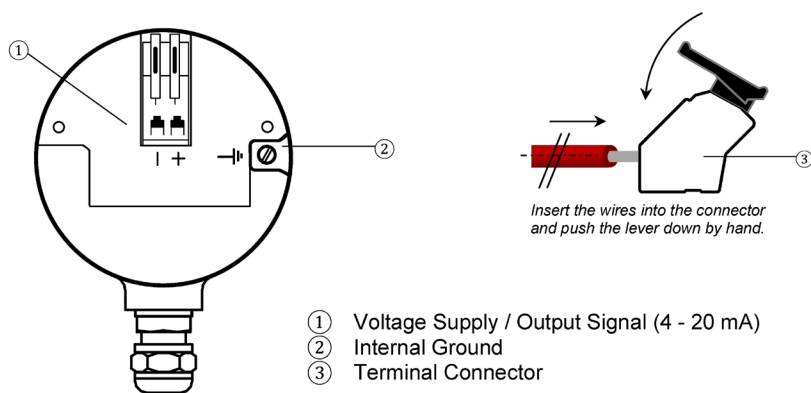 1
2
3
− +
Insert the wires into the connector
and push the lever down by hand.
1 Voltage Supply / Output Signal (4 - 20 mA)
2 Internal Ground
3 Terminal Connector